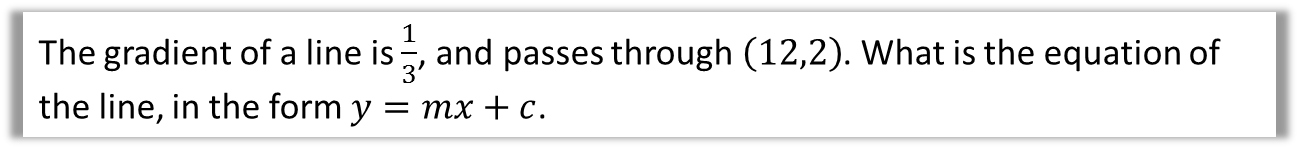 The gradient of a line is 1/3, and passes through (12,2). What is the equation of
the line, in the form y = mx + c.